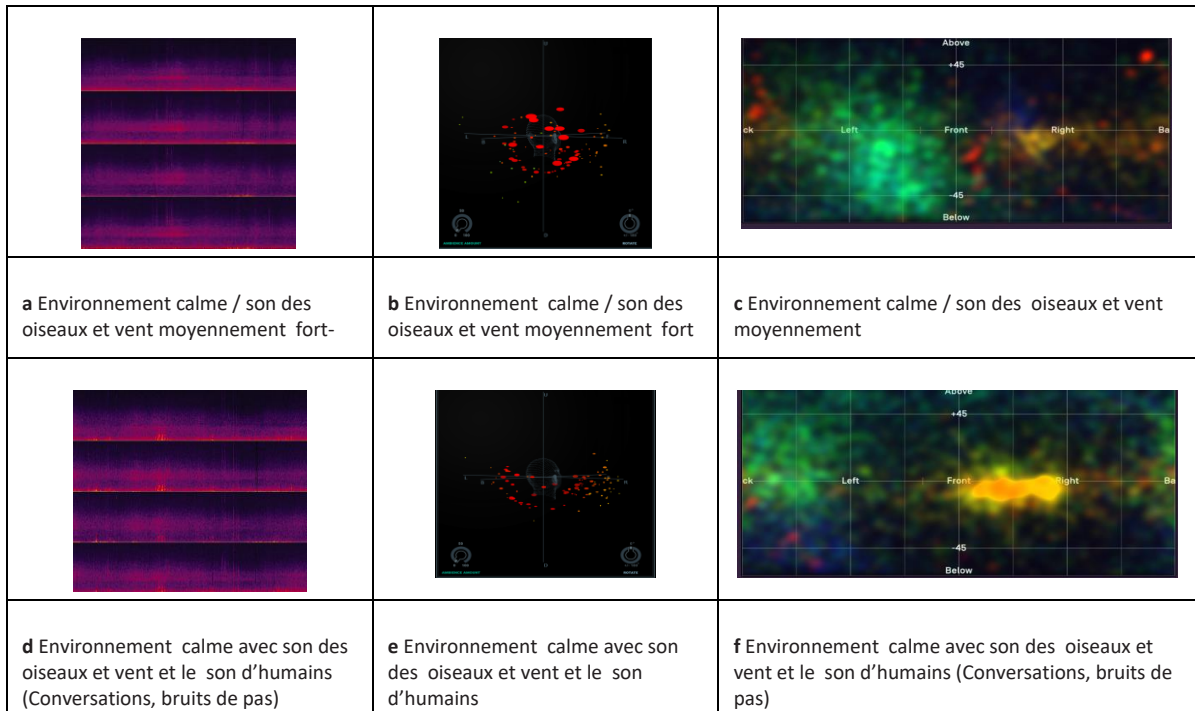 Above
+45
ck Left Front Right Ba
-45
Below
a Environnement calme / son des
oiseaux et vent moyennement fort-
b Environnement calme / son des
oiseaux et vent moyennement fort
c Environnement calme / son des oiseaux et vent
moyennement
Above
+45
ck Left Front Right Ba
-45
Below
d Environnement calme avec son des
oiseaux et vent et le son d’humains
(Conversations, bruits de pas)
e Environnement calme avec son
des oiseaux et vent et le son
d’humains
f Environnement calme avec son des oiseaux et
vent et le son d’humains (Conversations, bruits de
pas)